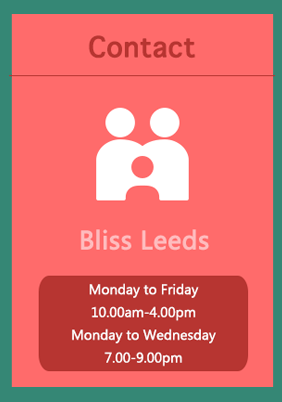 Contact
Bliss Leeds
Monday to Friday
10.00am-4.00pm
Monday to Wednesday
7.00-9.00pm